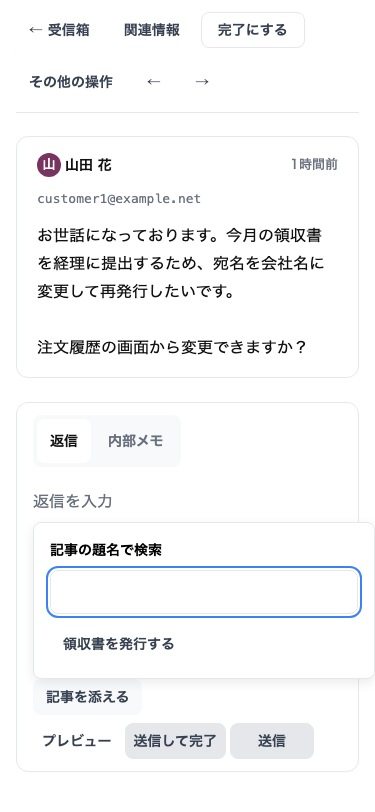 ← 受信箱
関連情報
完了にする
その他の操作
←
→
山 山田 花
1時間前
customer1@example.net
お世話になっております。今月の領収書
を経理に提出するため、宛名を会社名に
変更して再発行したいです。
注文履歴の画面から変更できますか？
返信
内部メモ
返信を入力
記事の題名で検索
領収書を発行する
記事を添える
プレビュー
送信して完了
送信